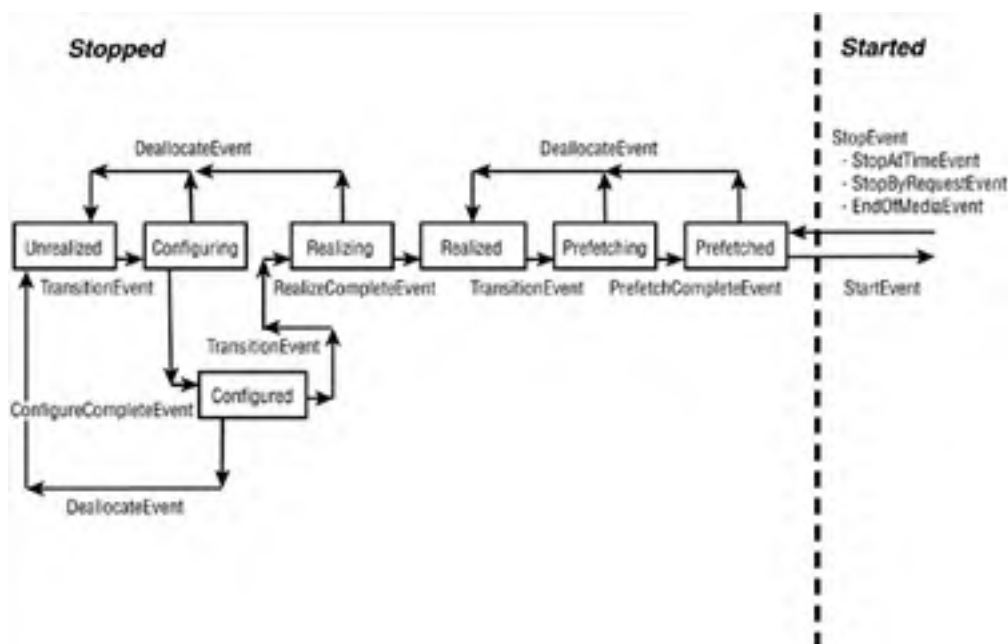 Stopped
Started
DeallocateEvent
DeallocateEvent
StopEvent
- StopAtTimeEvent
- StopByRequestEvent
- EndOfMediaEvent
Unrealized
Configuring
Realizing
Realized
Prefetching
Prefetched
TransitionEvent
RealizeCompleteEvent
TransitionEvent
PrefetchCompleteEvent
StartEvent
TransitionEvent
Configured
ConfigureCompleteEvent
DeallocateEvent